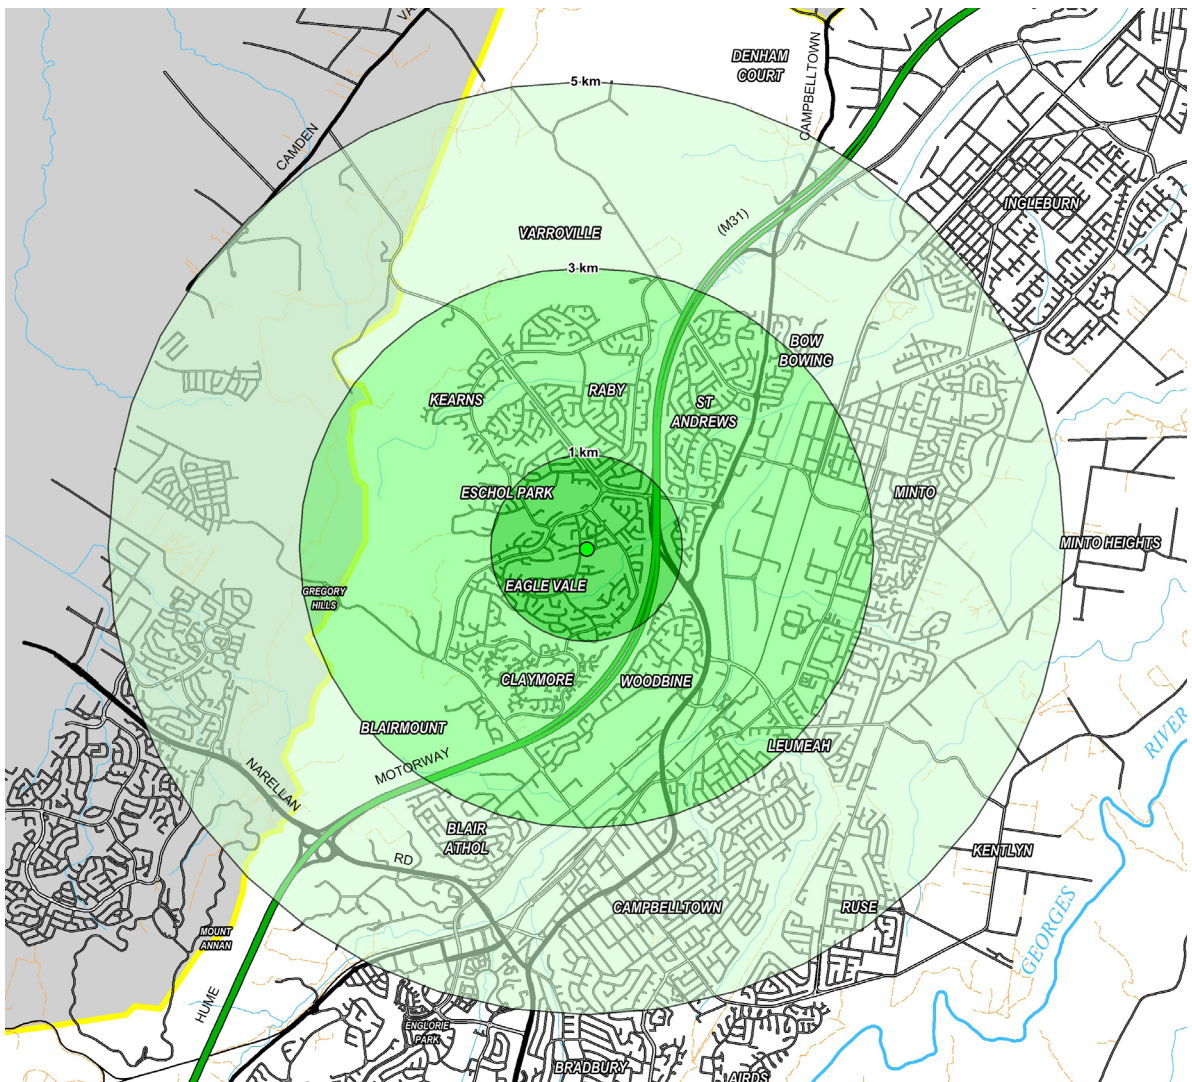 VA
DENHAM
COURT
CAMPBELLTOWN
5 km
CAMDEN
INGLEBURN
(M31)
VARROVILLE
3 km
BOW
BOWING
RABY
KEARNS
ST
ANDREWS
1 km
ESCHOL PARK
MINTO
MINTO HEIGHTS
EAGLE VALE
GREGORY
HILLS
CLAYMORE
WOODBINE
BLAIRMOUNT
RIVER
LEUMEAH
MOTORWAY
NARELLAN
BLAIR
ATHOL
RD
KENTLYN
CAMPBELLTOWN
RUSE
GEORGES
MOUNT
ANNAN
HUME
ENGLORIE
PARK
BRADBURY
AIRDS